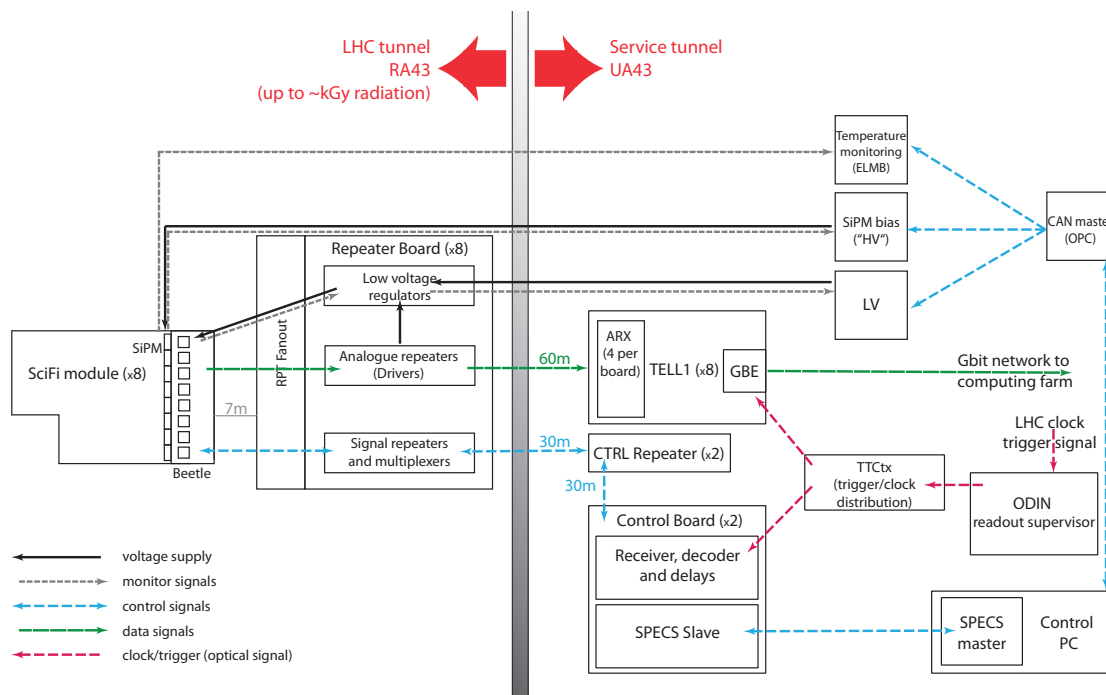 LHC tunnel
RA43
(up to ~kGy radiation)
Service tunnel
UA43
Temperature
monitoring
(ELMB)
SiPM bias
("HV")
CAN master
(OPC)
LV
Repeater Board (x8)
Low voltage
regulators
RPT Fanout
Analogue repeaters
(Drivers)
Signal repeaters
and multiplexers
SiPM
SciFi module (x8)
Beetle
7m
60m
30m
30m
ARX
(4 per
board)
TELL1 (x8)
GBE
Gbit network to
computing farm
CTRL Repeater (x2)
LHC clock
trigger signal
TTCtx
(trigger/clock
distribution)
ODIN
readout supervisor
Control Board (x2)
Receiver, decoder
and delays
SPECS Slave
SPECS
master
Control
PC
voltage supply
monitor signals
control signals
data signals
clock/trigger (optical signal)